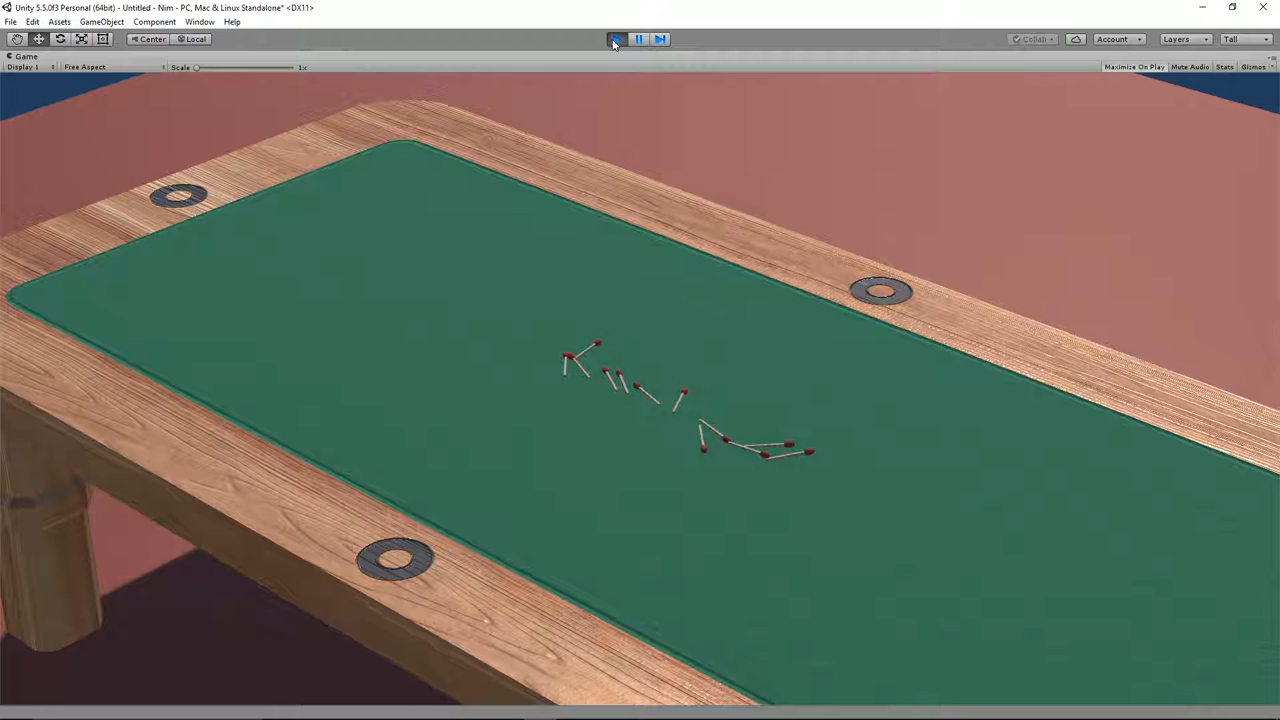 Unity 5.5.0f3 Personal (64bit) - Untitled - Nim - PC, Mac & Linux Standalone* <DX11>
File Edit Assets GameObject Component Window Help
Center Local Collab Account Layers Tall
Game
Display 1 Free Aspect Scale 1x Maximize On Play Mute Audio Stats Gizmos